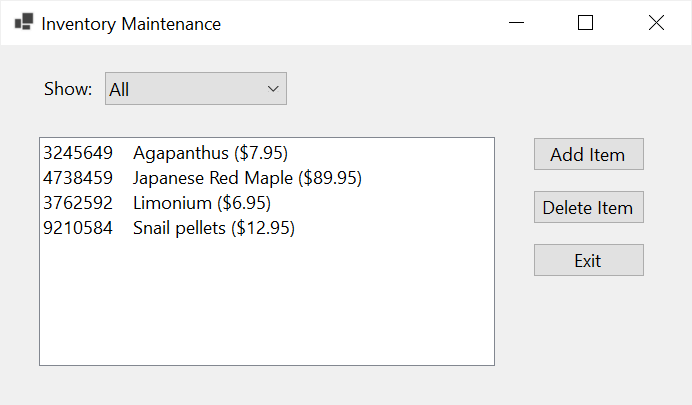 Inventory Maintenance
Show: All
3245649 Agapanthus ($7.95)
4738459 Japanese Red Maple ($89.95)
3762592 Limonium ($6.95)
9210584 Snail pellets ($12.95)
Add Item
Delete Item
Exit